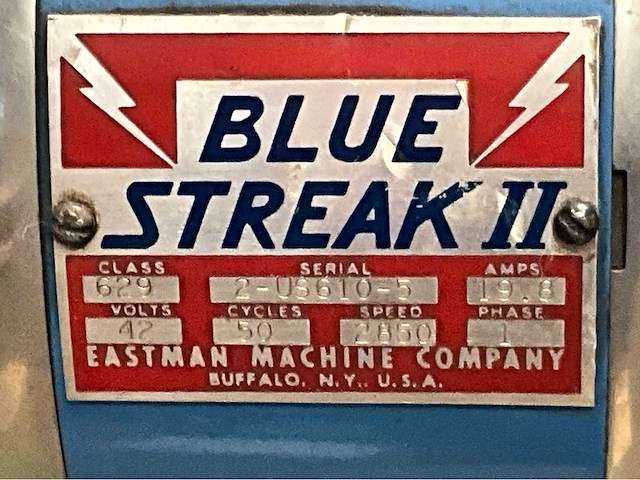 BLUE
STREAK II
CLASS SERIAL AMPS
629 2-US610-5 19.8
VOLTS CYCLES SPEED PHASE
42 50 2850 1
EASTMAN MACHINE COMPANY
BUFFALO, N.Y., U.S.A.